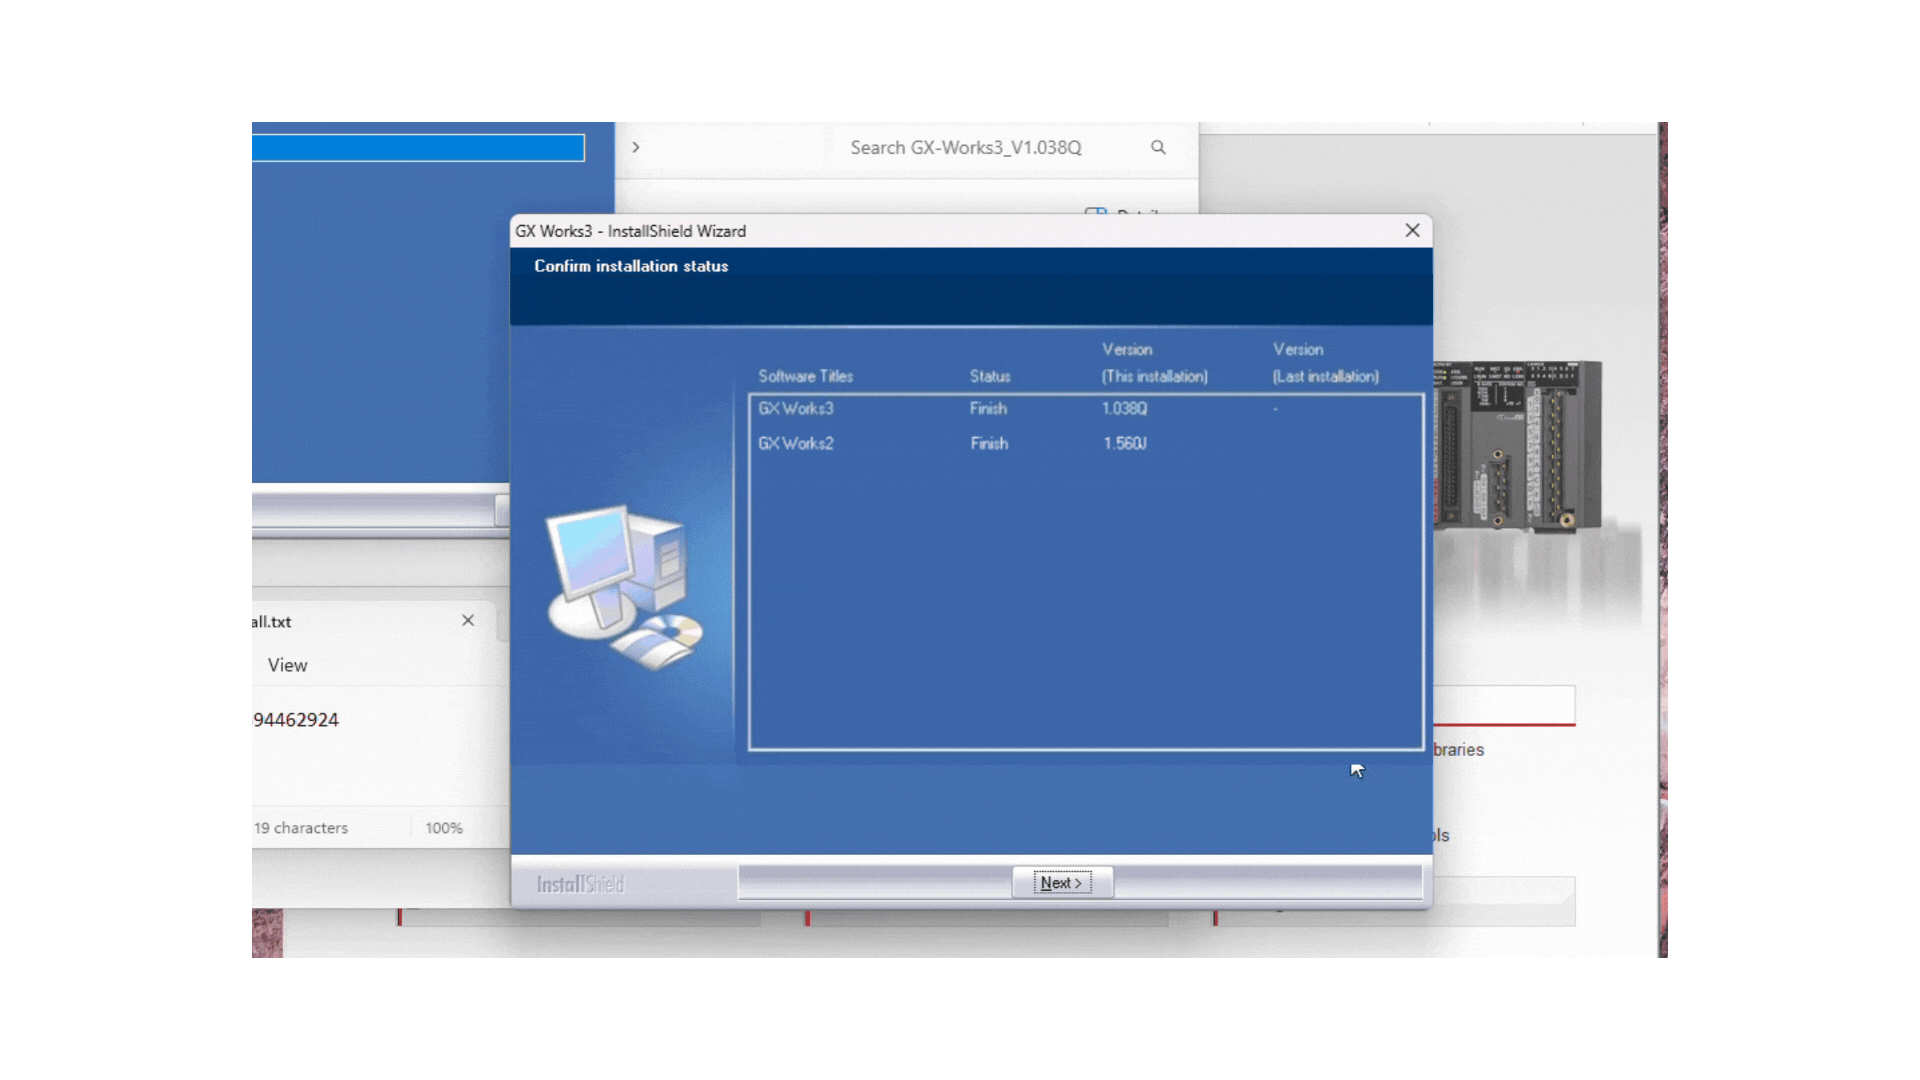 Search GX-Works3_V1.038Q
GX Works3 - InstallShield Wizard
Confirm installation status
Software Titles
Status
Version
(This installation)
Version
(Last installation)
GX Works3 Finish 1.038Q -
GX Works2 Finish 1.560J
all.txt
View
94462924
19 characters
100%
braries
ols
InstallShield
Next >